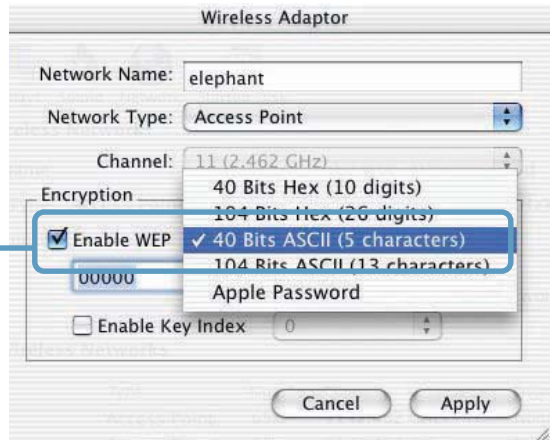 Wireless Adaptor
Network Name: elephant
Network Type: Access Point
Channel: 11 (2.462 GHz)
Encryption
40 Bits Hex (10 digits)
104 Bits Hex (26 digits)
Enable WEP ✓ 40 Bits ASCII (5 characters)
104 Bits ASCII (13 characters)
00000
Apple Password
Enable Key Index 0
Cancel Apply